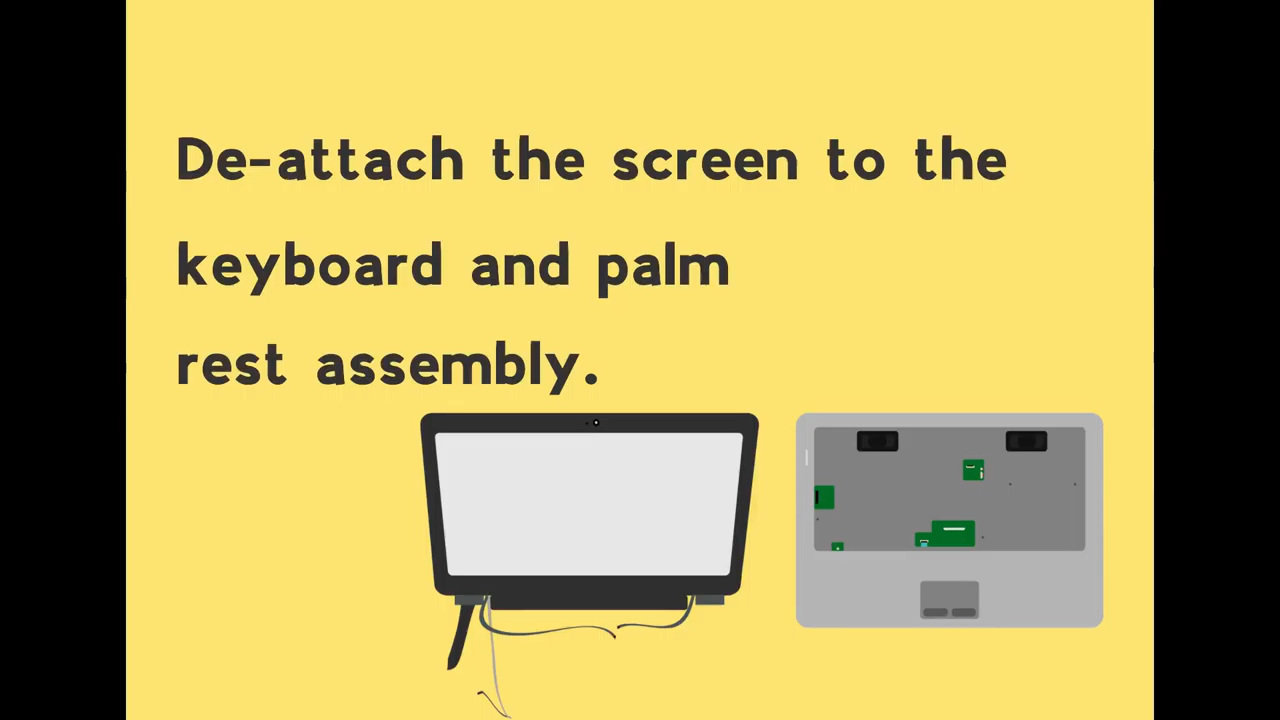 De-attach the screen to the
keyboard and palm
rest assembly.